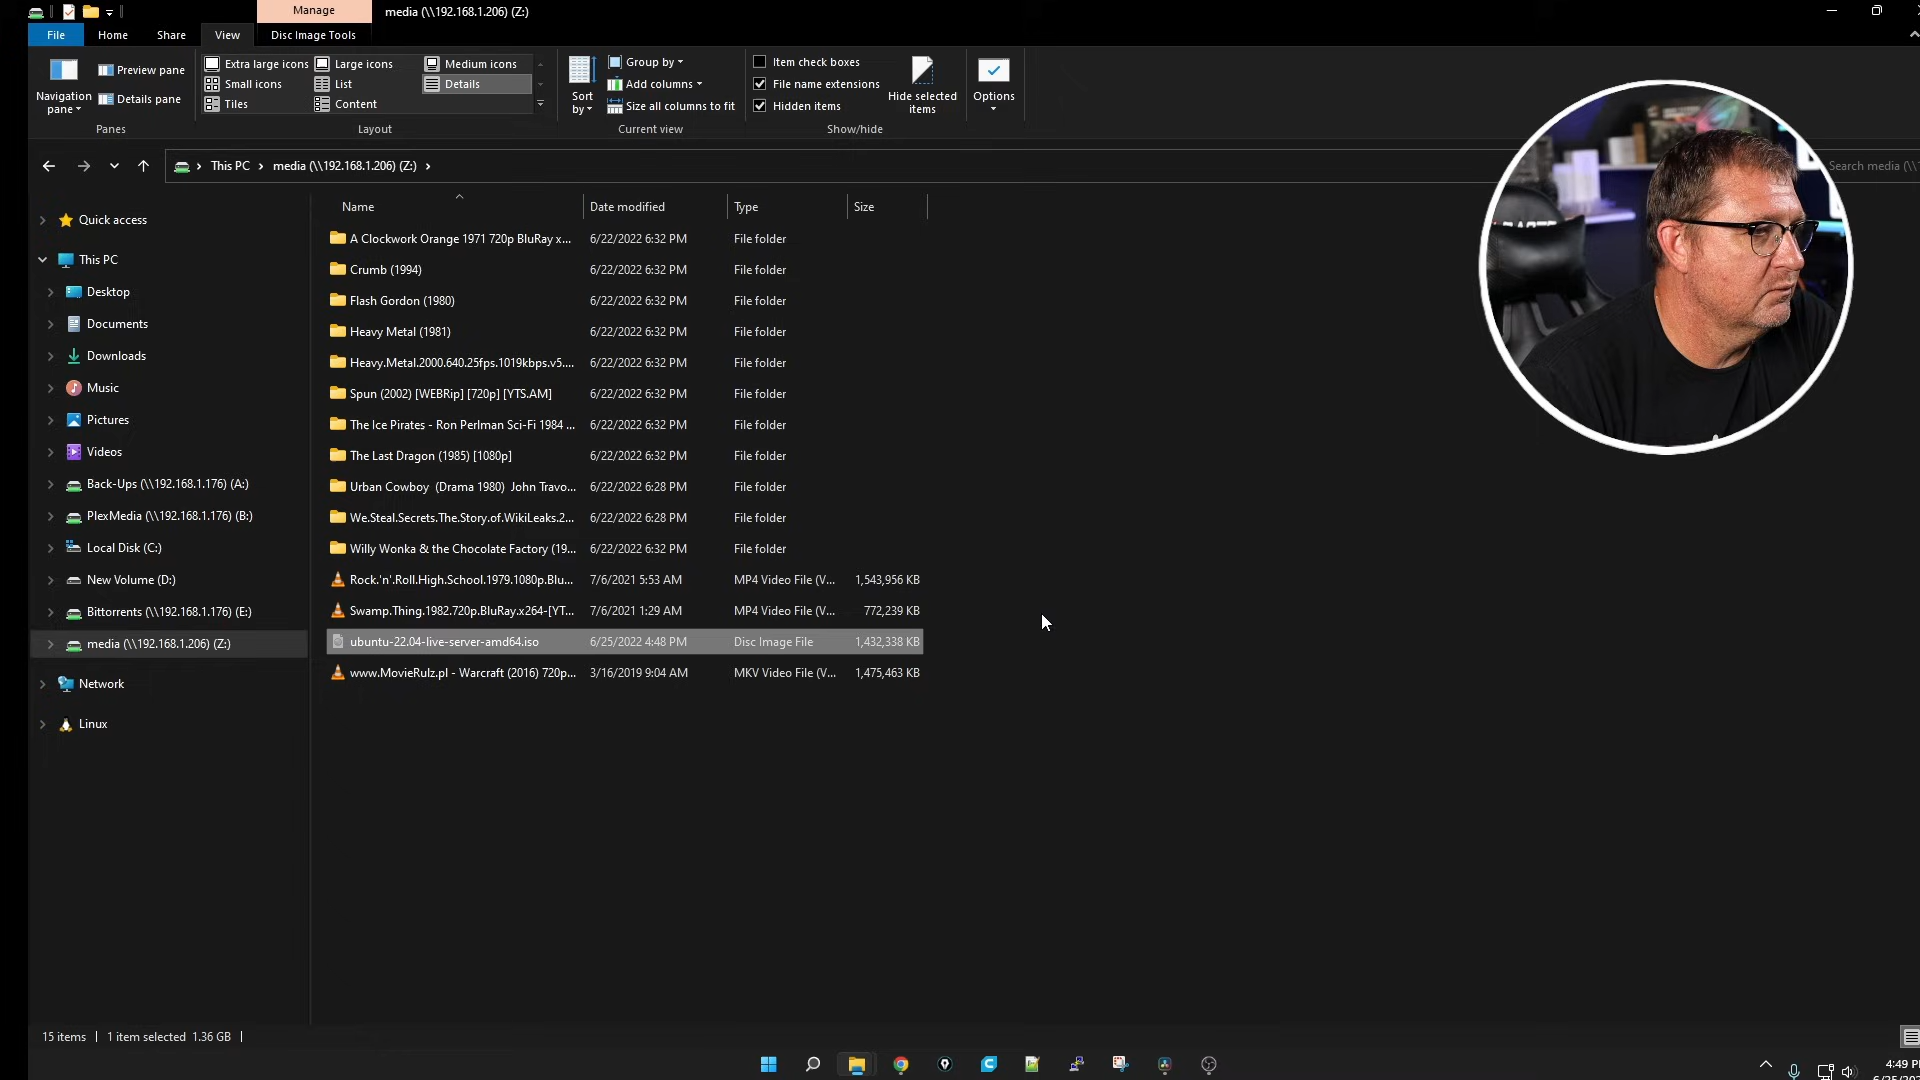 Manage media (\\192.168.1.206) (Z:)
File Home Share View Disc Image Tools
Navigation pane
Preview pane
Details pane
Panes
Extra large icons Large icons Medium icons
Small icons List Details
Tiles Content
Layout
Sort by
Group by
Add columns
Size all columns to fit
Current view
Item check boxes
File name extensions
Hidden items
Hide selected items
Show/hide
Options
This PC media (\\192.168.1.206) (Z:)
Search media (\\
Quick access
This PC
Desktop
Documents
Downloads
Music
Pictures
Videos
Back-Ups (\\192.168.1.176) (A:)
PlexMedia (\\192.168.1.176) (B:)
Local Disk (C:)
New Volume (D:)
Bittorrents (\\192.168.1.176) (E:)
media (\\192.168.1.206) (Z:)
Network
Linux
Name Date modified Type Size
A Clockwork Orange 1971 720p BluRay x... 6/22/2022 6:32 PM File folder
Crumb (1994) 6/22/2022 6:32 PM File folder
Flash Gordon (1980) 6/22/2022 6:32 PM File folder
Heavy Metal (1981) 6/22/2022 6:32 PM File folder
Heavy.Metal.2000.640.25fps.1019kbps.v5.... 6/22/2022 6:32 PM File folder
Spun (2002) [WEBRip] [720p] [YTS.AM] 6/22/2022 6:32 PM File folder
The Ice Pirates - Ron Perlman Sci-Fi 1984 ... 6/22/2022 6:32 PM File folder
The Last Dragon (1985) [1080p] 6/22/2022 6:32 PM File folder
Urban Cowboy (Drama 1980) John Travo... 6/22/2022 6:28 PM File folder
We.Steal.Secrets.The.Story.of.WikiLeaks.2... 6/22/2022 6:28 PM File folder
Willy Wonka & the Chocolate Factory (19... 6/22/2022 6:32 PM File folder
Rock.'n'.Roll.High.School.1979.1080p.Blu... 7/6/2021 5:53 AM MP4 Video File (V... 1,543,956 KB
Swamp.Thing.1982.720p.BluRay.x264-[YT... 7/6/2021 1:29 AM MP4 Video File (V... 772,239 KB
ubuntu-22.04-live-server-amd64.iso 6/25/2022 4:48 PM Disc Image File 1,432,338 KB
www.MovieRulz.pl - Warcraft (2016) 720p... 3/16/2019 9:04 AM MKV Video File (V... 1,475,463 KB
15 items 1 item selected 1.36 GB
4:49 P